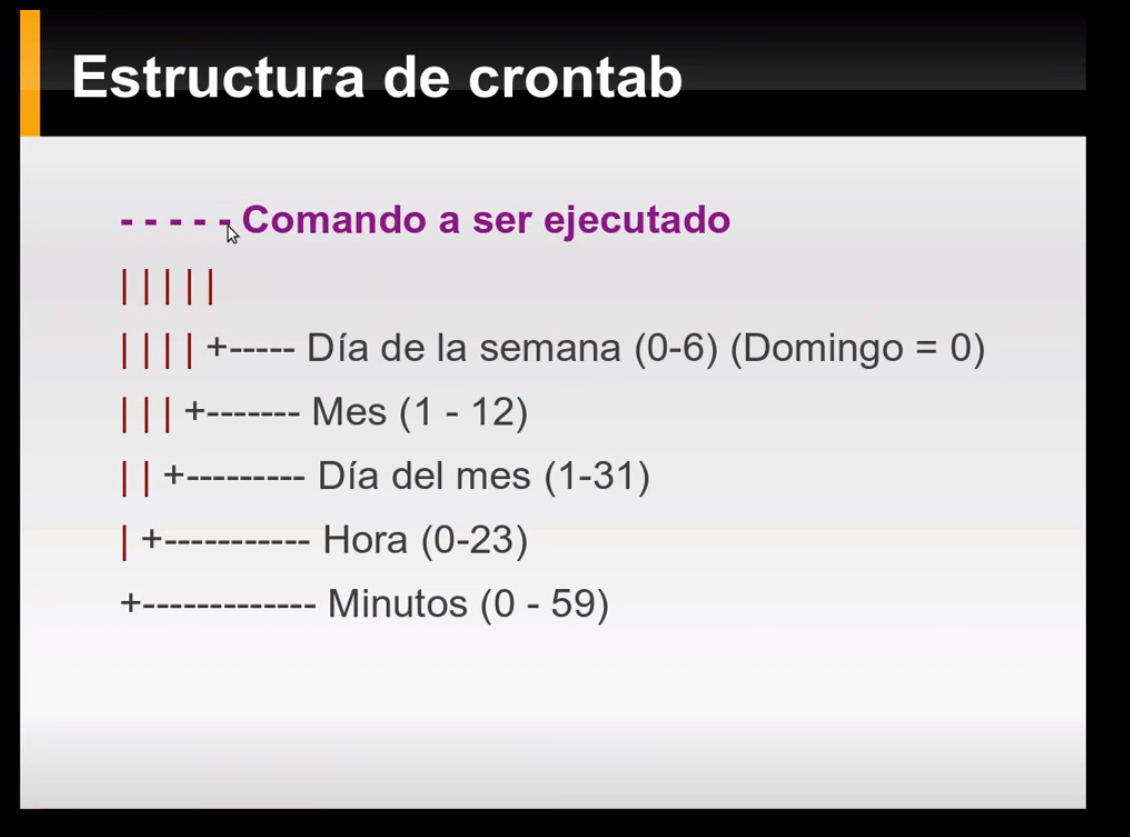 Estructura de crontab
- - - - - Comando a ser ejecutado
| | | | |
| | | | +----- Día de la semana (0-6) (Domingo = 0)
| | | +------- Mes (1 - 12)
| | +--------- Día del mes (1-31)
| +----------- Hora (0-23)
+------------- Minutos (0 - 59)